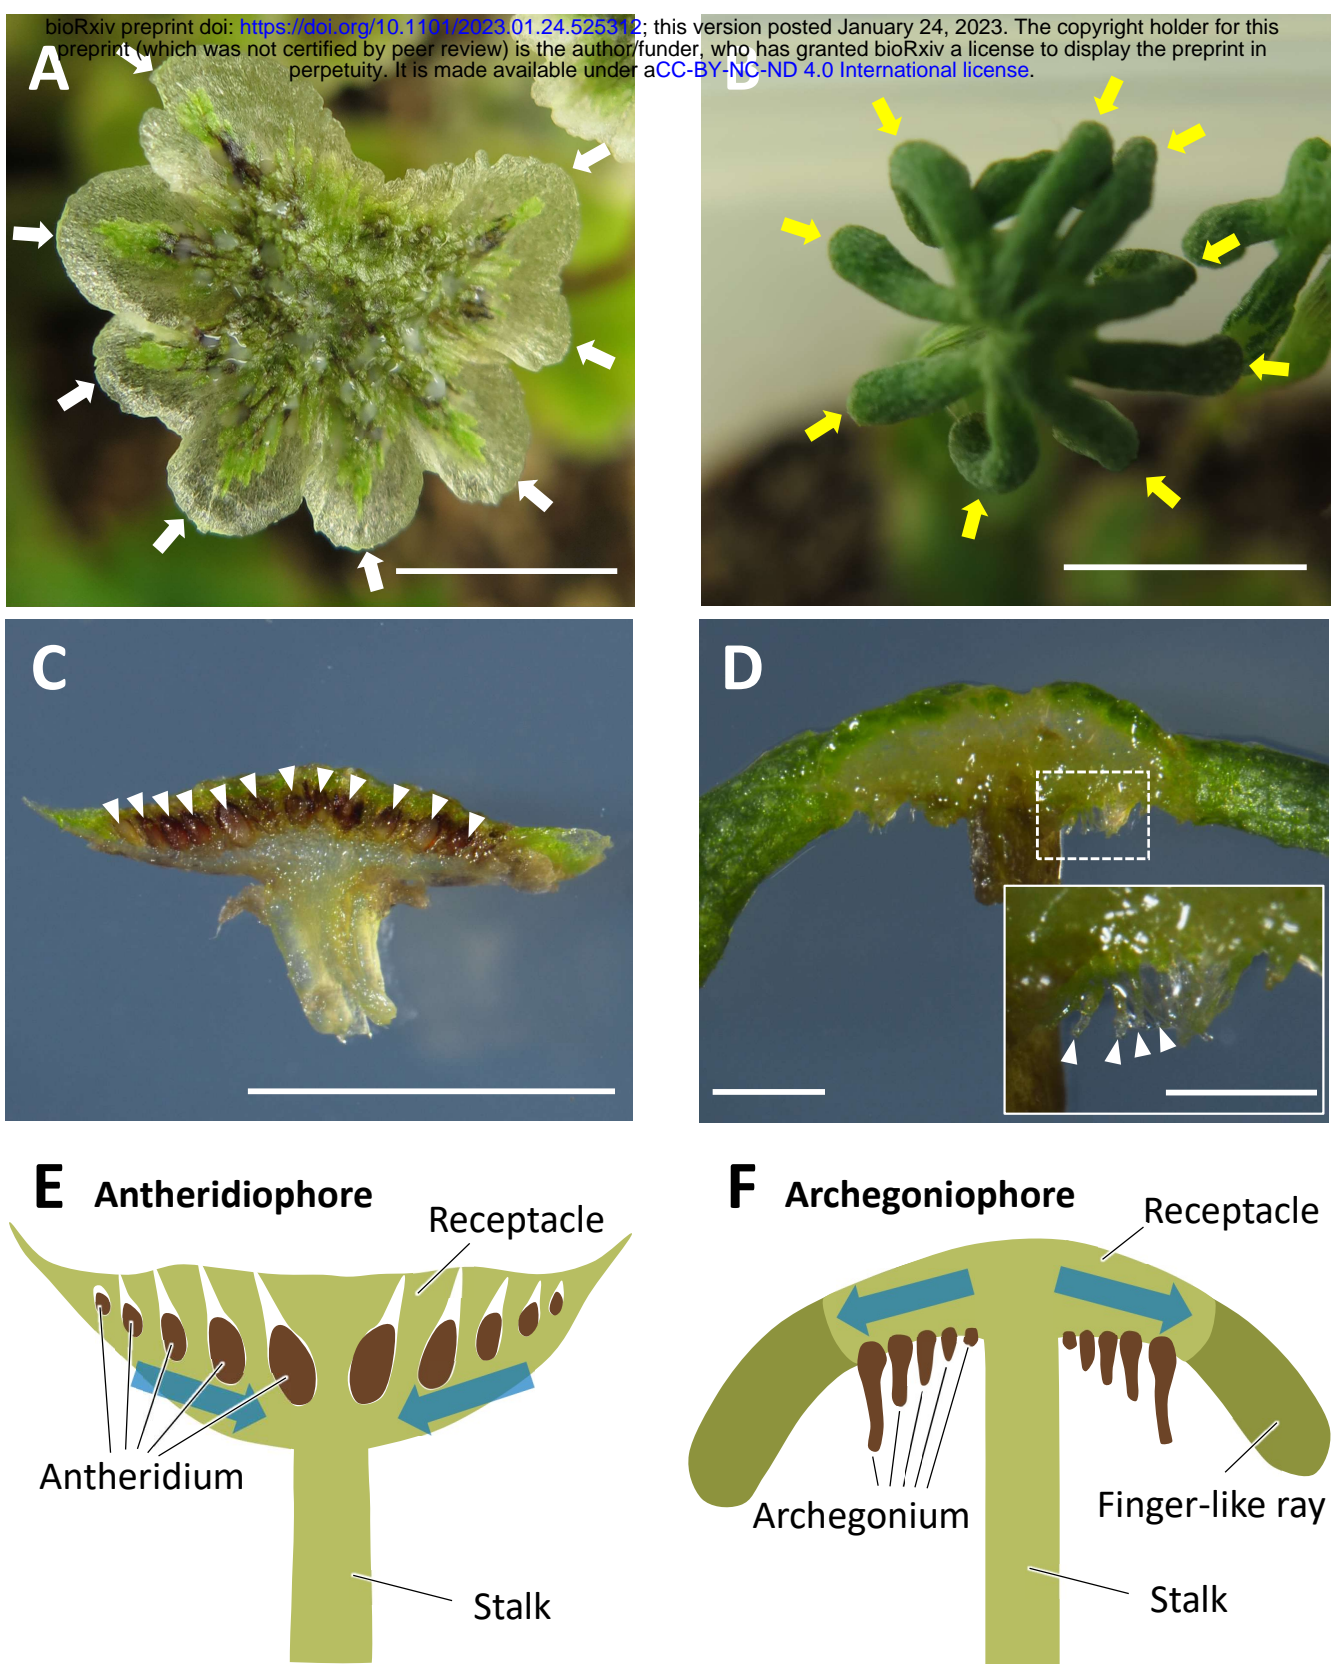 bioRxiv preprint doi: https://doi.org/10.1101/2023.01.24.525312; this version posted January 24, 2023. The copyright holder for this
preprint (which was not certified by peer review) is the author/funder, who has granted bioRxiv a license to display the preprint in
perpetuity. It is made available under aCC-BY-NC-ND 4.0 International license.
A
B
C
D
E Antheridiophore
Receptacle
Antheridium
Stalk
F Archegoniophore
Receptacle
Archegonium
Finger-like ray
Stalk